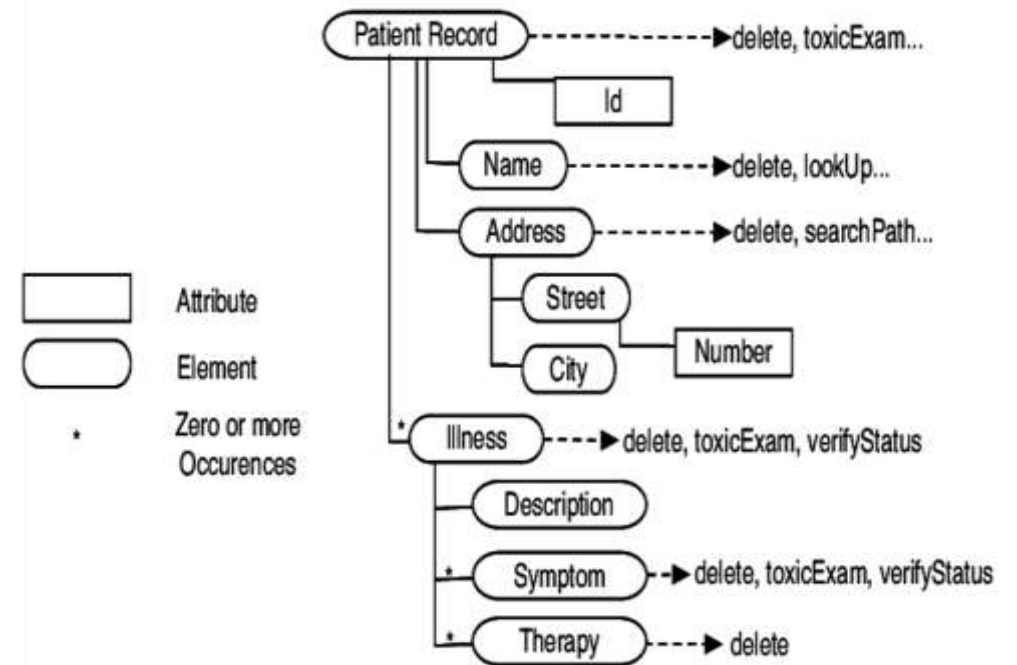 Patient Record
delete, toxicExam...
Id
Name
delete, lookUp...
Address
delete, searchPath...
Street
Number
City
Attribute
Element
*
Zero or more
Occurences
*
Illness
delete, toxicExam, verifyStatus
Description
*
Symptom
delete, toxicExam, verifyStatus
*
Therapy
delete